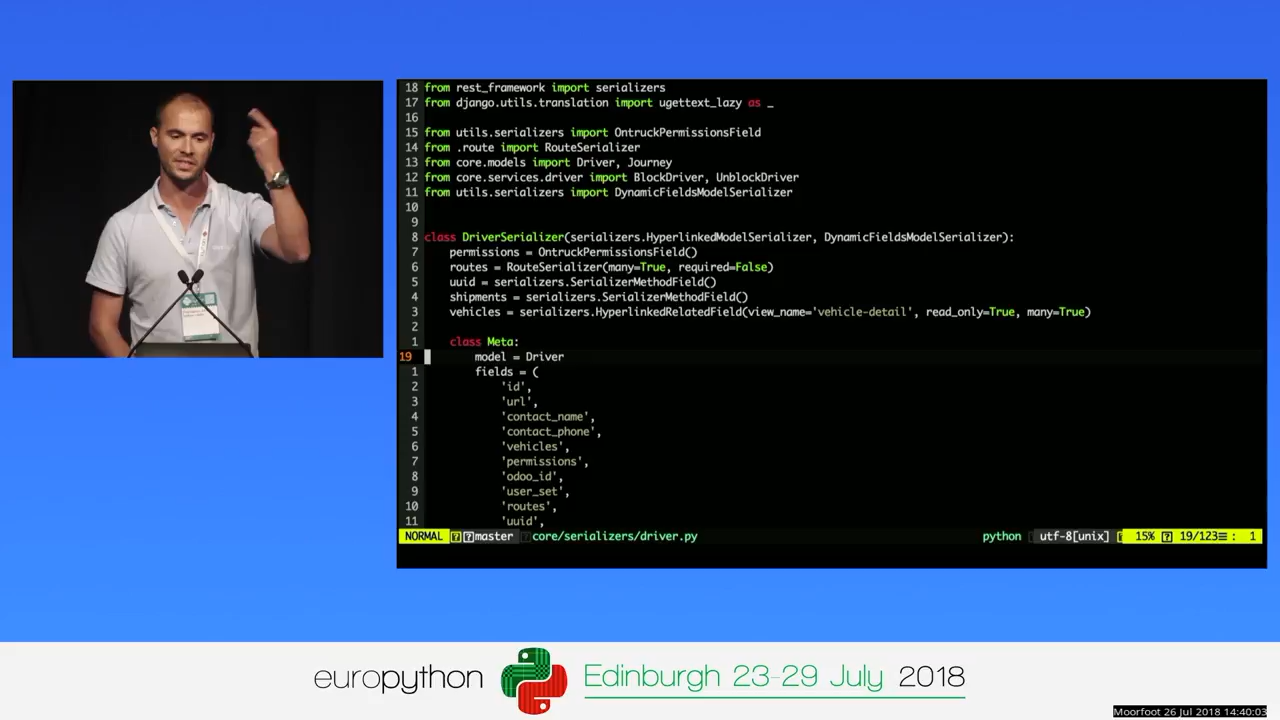 18 from rest_framework import serializers
17 from django.utils.translation import ugettext_lazy as _
16
15 from utils.serializers import OntruckPermissionsField
14 from .route import RouteSerializer
13 from core.models import Driver, Journey
12 from core.services.driver import BlockDriver, UnblockDriver
11 from utils.serializers import DynamicFieldsModelSerializer
10
9
8 class DriverSerializer(serializers.HyperlinkedModelSerializer, DynamicFieldsModelSerializer):
7     permissions = OntruckPermissionsField()
6     routes = RouteSerializer(many=True, required=False)
5     uuid = serializers.SerializerMethodField()
4     shipments = serializers.SerializerMethodField()
3     vehicles = serializers.HyperlinkedRelatedField(view_name='vehicle-detail', read_only=True, many=True)
2
1     class Meta:
19         model = Driver
1         fields = (
2             'id',
3             'url',
4             'contact_name',
5             'contact_phone',
6             'vehicles',
7             'permissions',
8             'odoo_id',
9             'user_set',
10             'routes',
11             'uuid',
NORMAL master core/serializers/driver.py python utf-8[unix] 15% 19/123≡ : 1
europython Edinburgh 23-29 July 2018
Moorfoot 26 Jul 2018 14:40:03